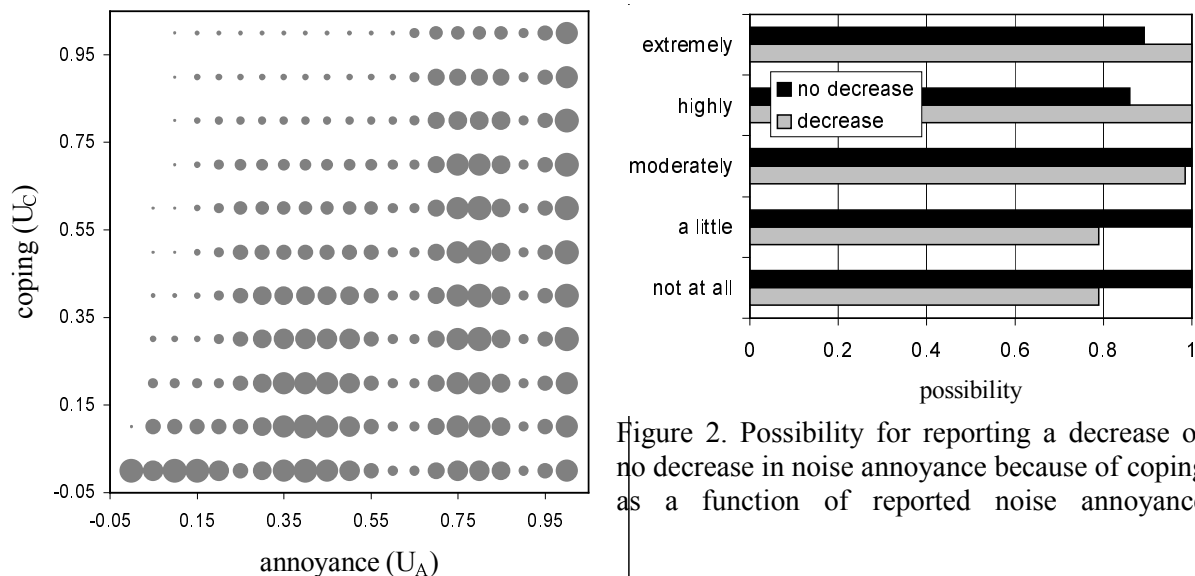 0.95
0.75
0.55
0.35
0.15
-0.05
coping (UC)
-0.05 0.15 0.35 0.55 0.75 0.95
annoyance (UA)
extremely
highly
moderately
a little
not at all
no decrease
decrease
0 0.2 0.4 0.6 0.8 1
possibility
Figure 2. Possibility for reporting a decrease o
no decrease in noise annoyance because of coping
as a function of reported noise annoyance